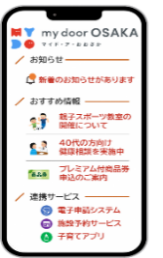 my door OSAKA
マイド・ア・おおさか
お知らせ
新着のお知らせがあります
おすすめ情報
親子スポーツ教室の
開催について
40代の方向け
健康相談を実施中
プレミアム付商品券
申込のご案内
連携サービス
電子申請システム
施設予約サービス
子育てアプリ